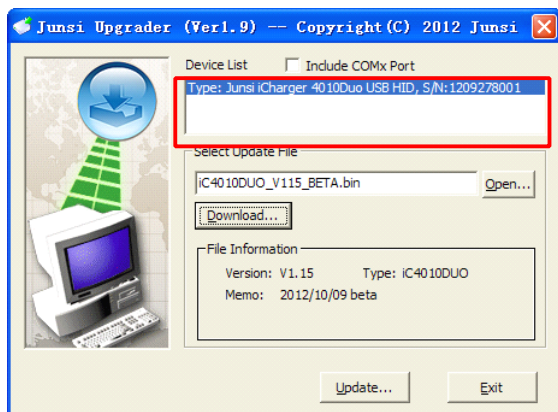 Junsi Upgrader (Ver1.9) -- Copyright(C) 2012 Junsi
Device List
Include COMx Port
Type: Junsi iCharger 4010Duo USB HID, S/N:1209278001
Select Update File
iC4010DUO_V115_BETA.bin
Open...
Download...
File Information
Version: V1.15 Type: iC4010DUO
Memo: 2012/10/09 beta
Update...
Exit